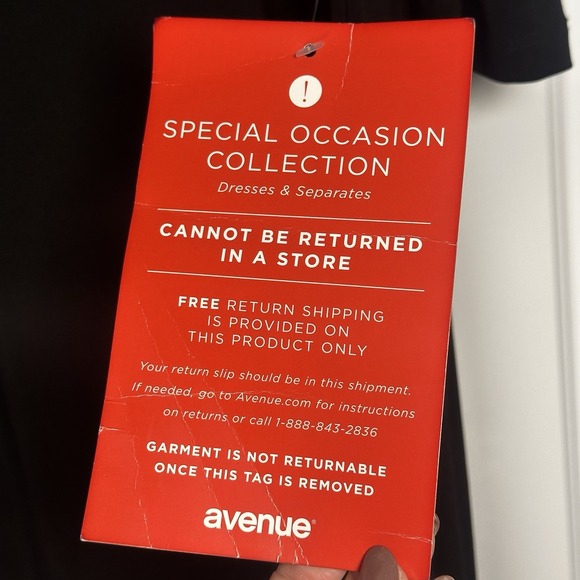 !
SPECIAL OCCASION
COLLECTION
Dresses & Separates
CANNOT BE RETURNED
IN A STORE
FREE RETURN SHIPPING
IS PROVIDED ON
THIS PRODUCT ONLY
Your return slip should be in this shipment.
If needed, go to Avenue.com for instructions
on returns or call 1-888-843-2836
GARMENT IS NOT RETURNABLE
ONCE THIS TAG IS REMOVED
avenue®